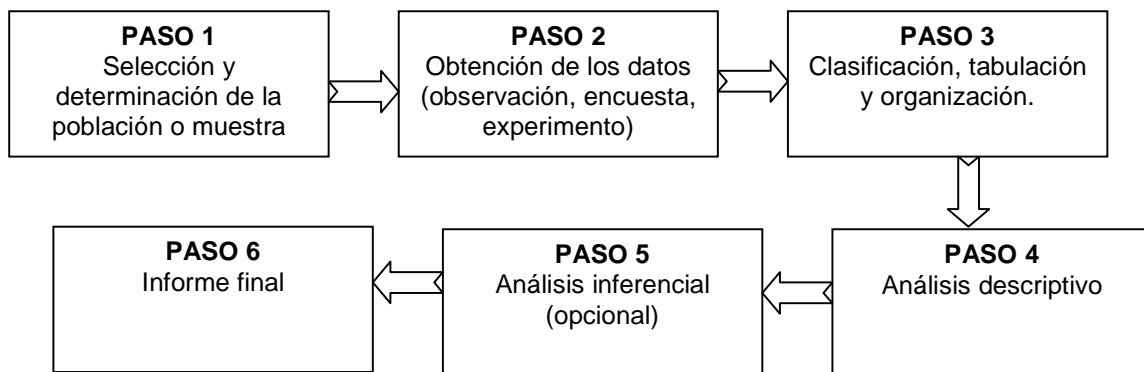 PASO 1
Selección y
determinación de la
población o muestra
PASO 2
Obtención de los datos
(observación, encuesta,
experimento)
PASO 3
Clasificación, tabulación
y organización.
PASO 4
Análisis descriptivo
PASO 5
Análisis inferencial
(opcional)
PASO 6
Informe final